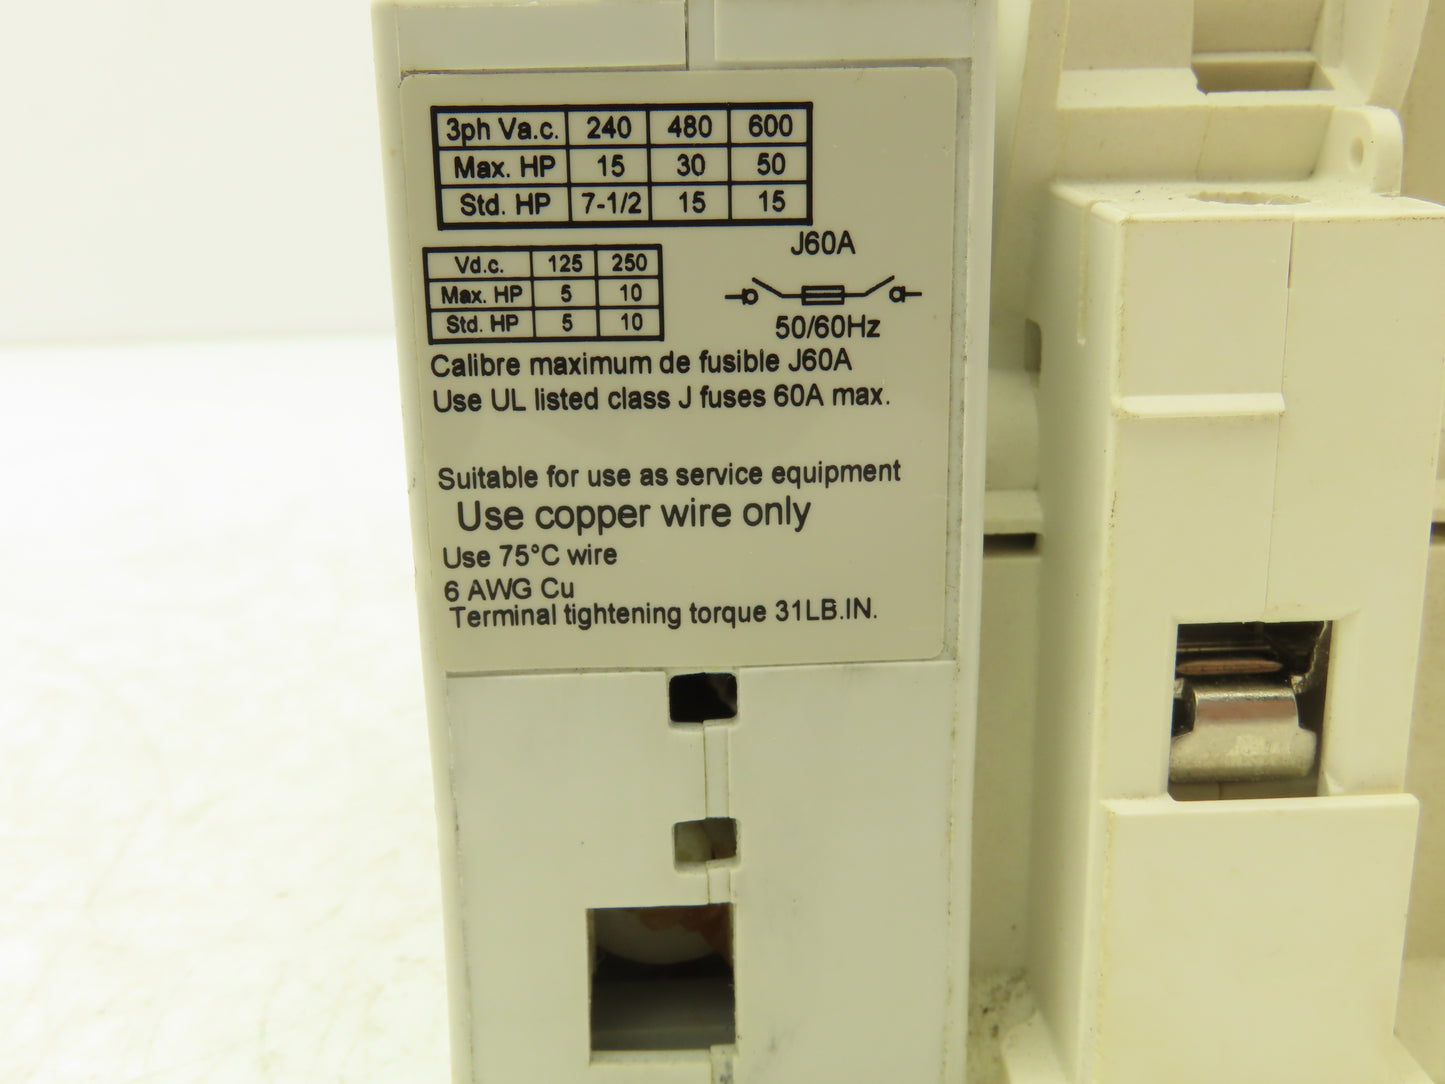 3ph Va.c. 240 480 600
Max. HP 15 30 50
Std. HP 7-1/2 15 15
J60A
Vd.c. 125 250
Max. HP 5 10
Std. HP 5 10
50/60Hz
Calibre maximum de fusible J60A
Use UL listed class J fuses 60A max.
Suitable for use as service equipment
Use copper wire only
Use 75°C wire
6 AWG Cu
Terminal tightening torque 31LB.IN.